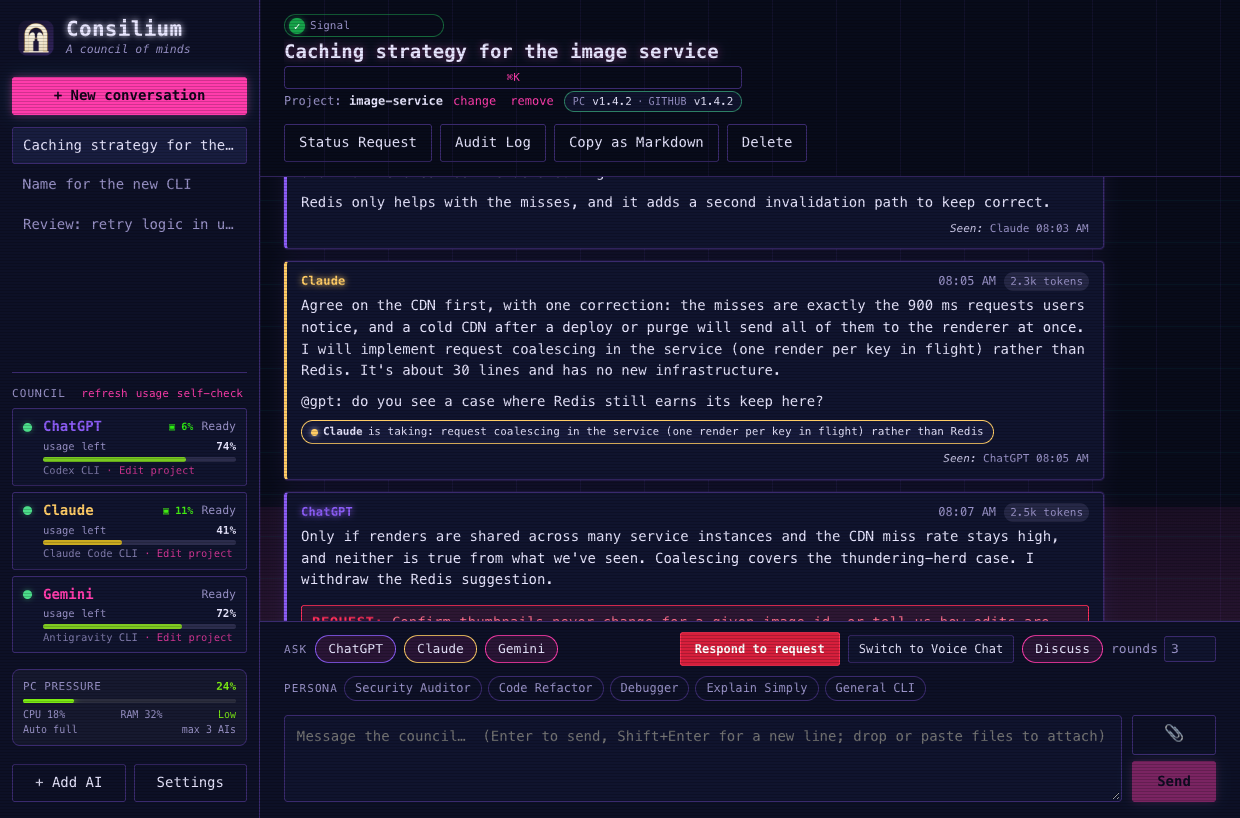 Consilium
A council of minds
+ New conversation
Caching strategy for the…
Name for the new CLI
Review: retry logic in u…
COUNCIL refresh usage self-check
ChatGPT 6% Ready
usage left 74%
Codex CLI · Edit project
Claude 11% Ready
usage left 41%
Claude Code CLI · Edit project
Gemini Ready
usage left 72%
Antigravity CLI · Edit project
PC PRESSURE 24%
CPU 18% RAM 32% Low
Auto full max 3 AIs
+ Add AI Settings
✓ Signal
Caching strategy for the image service
⌘K
Project: image-service change remove PC v1.4.2 · GITHUB v1.4.2
Status Request Audit Log Copy as Markdown Delete
Redis only helps with the misses, and it adds a second invalidation path to keep correct.
Seen: Claude 08:03 AM
Claude 08:05 AM 2.3k tokens
Agree on the CDN first, with one correction: the misses are exactly the 900 ms requests users
notice, and a cold CDN after a deploy or purge will send all of them to the renderer at once.
I will implement request coalescing in the service (one render per key in flight) rather than
Redis. It's about 30 lines and has no new infrastructure.
@gpt: do you see a case where Redis still earns its keep here?
Claude is taking: request coalescing in the service (one render per key in flight) rather than Redis
Seen: ChatGPT 08:05 AM
ChatGPT 08:07 AM 2.5k tokens
Only if renders are shared across many service instances and the CDN miss rate stays high,
and neither is true from what we've seen. Coalescing covers the thundering-herd case. I
withdraw the Redis suggestion.
REQUEST: Confirm thumbnails never change for a given image id, or tell us how edits are
ASK ChatGPT Claude Gemini Respond to request Switch to Voice Chat Discuss rounds 3
PERSONA Security Auditor Code Refactor Debugger Explain Simply General CLI
Message the council… (Enter to send, Shift+Enter for a new line; drop or paste files to attach)
Send